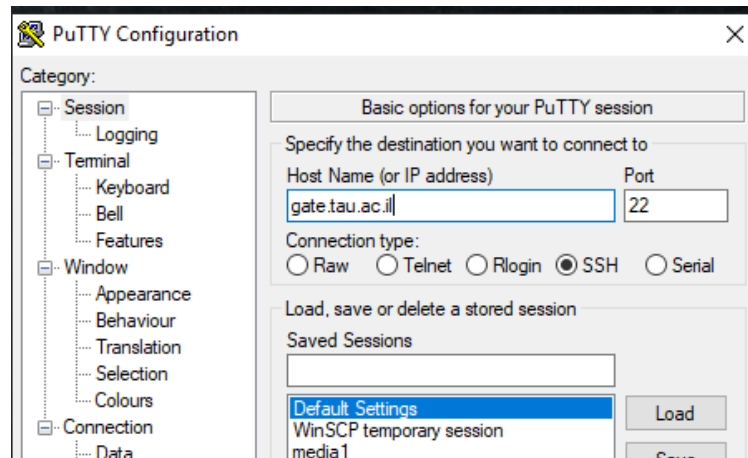 PuTTY Configuration
Category:
Session
Logging
Terminal
Keyboard
Bell
Features
Window
Appearance
Behaviour
Translation
Selection
Colours
Connection
Data
Basic options for your PuTTY session
Specify the destination you want to connect to
Host Name (or IP address) Port
gate.tau.ac.il 22
Connection type:
Raw Telnet Rlogin SSH Serial
Load, save or delete a stored session
Saved Sessions
Default Settings Load
WinSCP temporary session
media1 Save